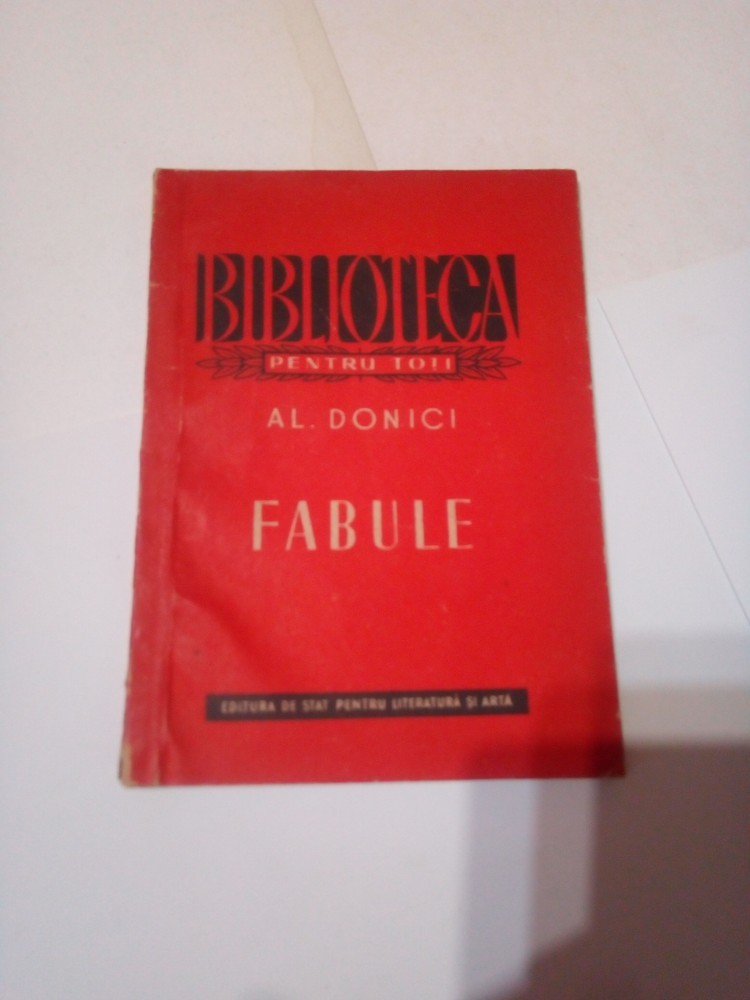 BIBLIOTECA
PENTRU TOȚI
AL. DONICI
FABULE
EDITURA DE STAT PENTRU LITERATURĂ ȘI ARTĂ